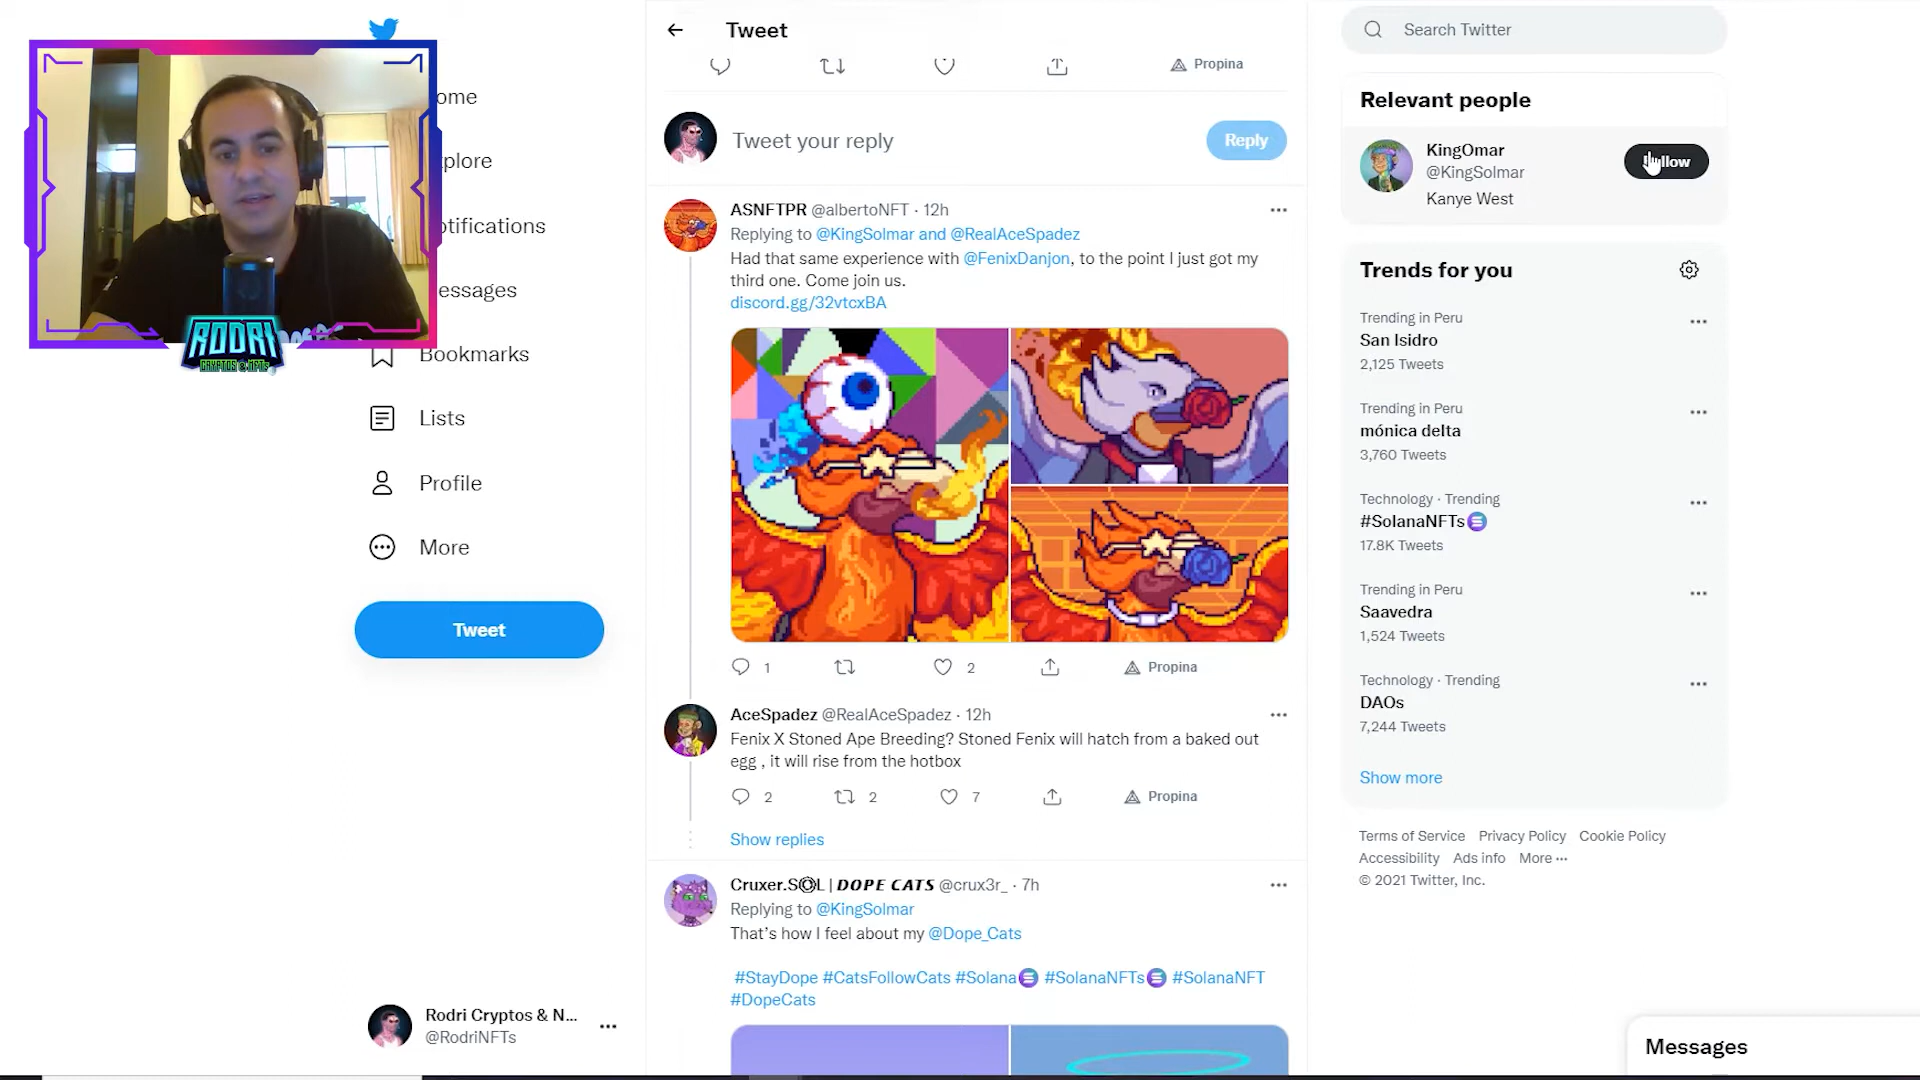 ome
xplore
otifications
essages
Bookmarks
Lists
Profile
More
Tweet
RODRI
CRYPTOS & NFTs
Rodri Cryptos & N...
@RodriNFTs
Tweet
Propina
Tweet your reply
Reply
ASNFTPR @albertoNFT · 12h
Replying to @KingSolmar and @RealAceSpadez
Had that same experience with @FenixDanjon, to the point I just got my
third one. Come join us.
discord.gg/32vtcxBA
1
2
Propina
AceSpadez @RealAceSpadez · 12h
Fenix X Stoned Ape Breeding? Stoned Fenix will hatch from a baked out
egg , it will rise from the hotbox
2
2
7
Propina
Show replies
Cruxer.S◎L | DOPE CATS @crux3r_ · 7h
Replying to @KingSolmar
That's how I feel about my @Dope_Cats
#StayDope #CatsFollowCats #Solana #SolanaNFTs #SolanaNFT
#DopeCats
Search Twitter
Relevant people
KingOmar
@KingSolmar
Kanye West
llow
Trends for you
Trending in Peru
San Isidro
2,125 Tweets
Trending in Peru
mónica delta
3,760 Tweets
Technology · Trending
#SolanaNFTs
17.8K Tweets
Trending in Peru
Saavedra
1,524 Tweets
Technology · Trending
DAOs
7,244 Tweets
Show more
Terms of Service Privacy Policy Cookie Policy
Accessibility Ads info More ···
© 2021 Twitter, Inc.
Messages